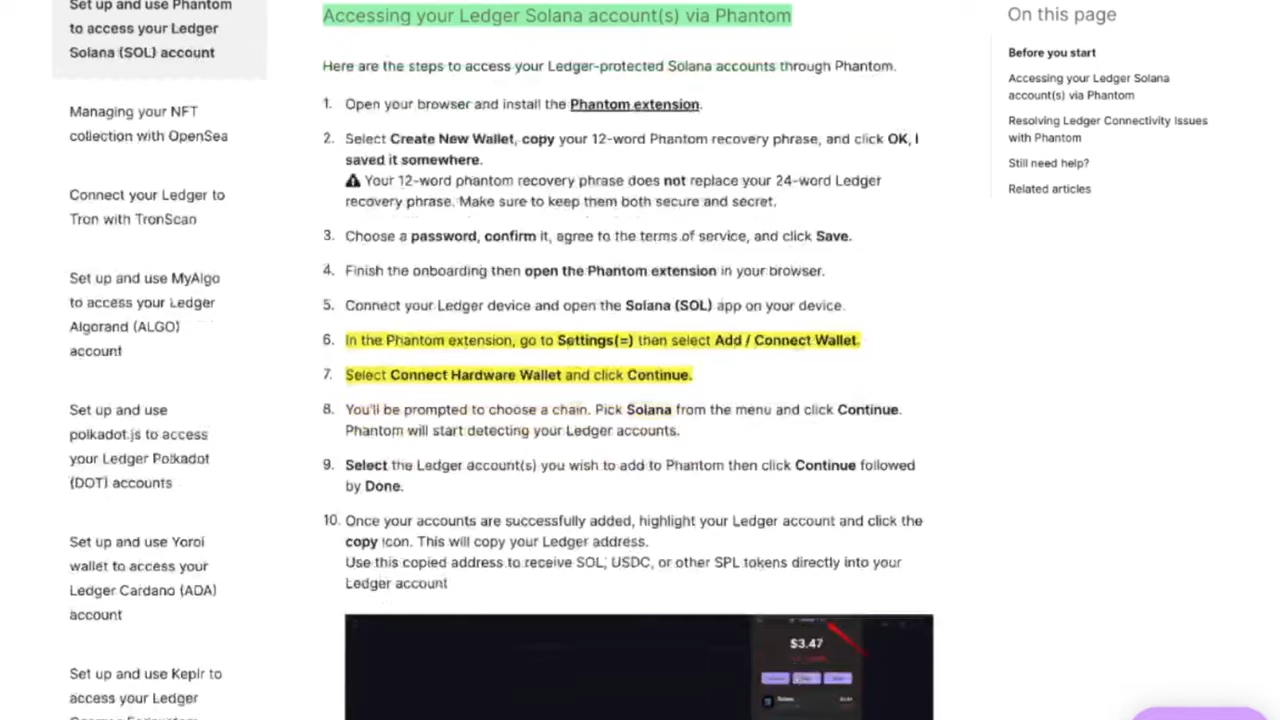 Set up and use Phantom
to access your Ledger
Solana (SOL) account
Managing your NFT
collection with OpenSea
Connect your Ledger to
Tron with TronScan
Set up and use MyAlgo
to access your Ledger
Algorand (ALGO)
account
Set up and use
polkadot.js to access
your Ledger Polkadot
(DOT) accounts
Set up and use Yoroi
wallet to access your
Ledger Cardano (ADA)
account
Set up and use Keplr to
access your Ledger
Accessing your Ledger Solana account(s) via Phantom
Here are the steps to access your Ledger-protected Solana accounts through Phantom.
1. Open your browser and install the Phantom extension.
2. Select Create New Wallet, copy your 12-word Phantom recovery phrase, and click OK, I
saved it somewhere.
⚠ Your 12-word phantom recovery phrase does not replace your 24-word Ledger
recovery phrase. Make sure to keep them both secure and secret.
3. Choose a password, confirm it, agree to the terms of service, and click Save.
4. Finish the onboarding then open the Phantom extension in your browser.
5. Connect your Ledger device and open the Solana (SOL) app on your device.
6. In the Phantom extension, go to Settings(=) then select Add / Connect Wallet.
7. Select Connect Hardware Wallet and click Continue.
8. You'll be prompted to choose a chain. Pick Solana from the menu and click Continue.
Phantom will start detecting your Ledger accounts.
9. Select the Ledger account(s) you wish to add to Phantom then click Continue followed
by Done.
10. Once your accounts are successfully added, highlight your Ledger account and click the
copy icon. This will copy your Ledger address.
Use this copied address to receive SOL, USDC, or other SPL tokens directly into your
Ledger account
$3.47
On this page
Before you start
Accessing your Ledger Solana
account(s) via Phantom
Resolving Ledger Connectivity Issues
with Phantom
Still need help?
Related articles